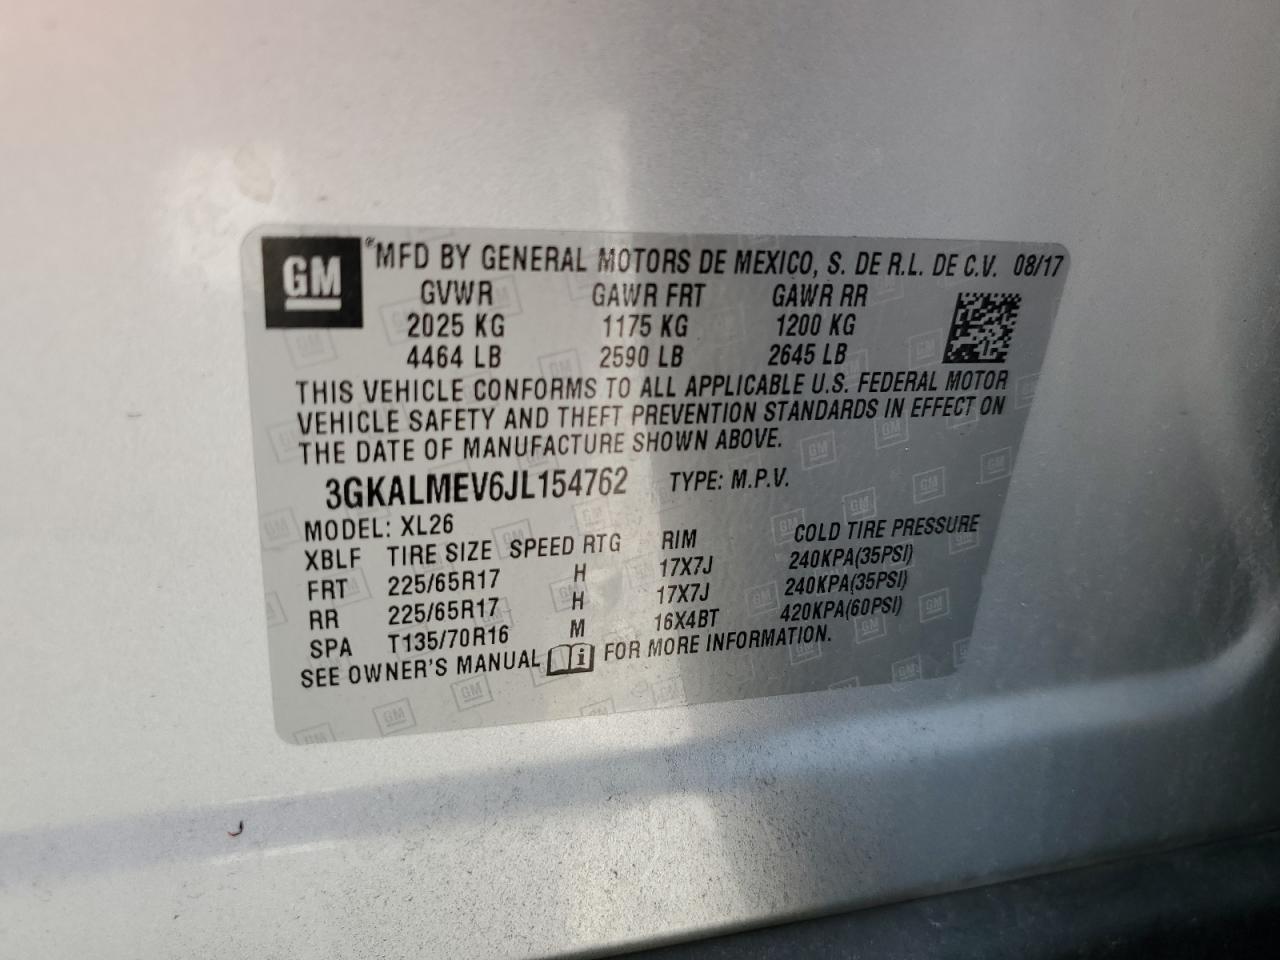 GM ® MFD BY GENERAL MOTORS DE MEXICO, S. DE R.L. DE C.V. 08/17
GVWR GAWR FRT GAWR RR
2025 KG 1175 KG 1200 KG
4464 LB 2590 LB 2645 LB
THIS VEHICLE CONFORMS TO ALL APPLICABLE U.S. FEDERAL MOTOR
VEHICLE SAFETY AND THEFT PREVENTION STANDARDS IN EFFECT ON
THE DATE OF MANUFACTURE SHOWN ABOVE.
3GKALMEV6JL154762 TYPE: M.P.V.
MODEL: XL26
XBLF TIRE SIZE SPEED RTG RIM COLD TIRE PRESSURE
FRT 225/65R17 H 17X7J 240KPA(35PSI)
RR 225/65R17 H 17X7J 240KPA(35PSI)
SPA T135/70R16 M 16X4BT 420KPA(60PSI)
SEE OWNER'S MANUAL i FOR MORE INFORMATION.